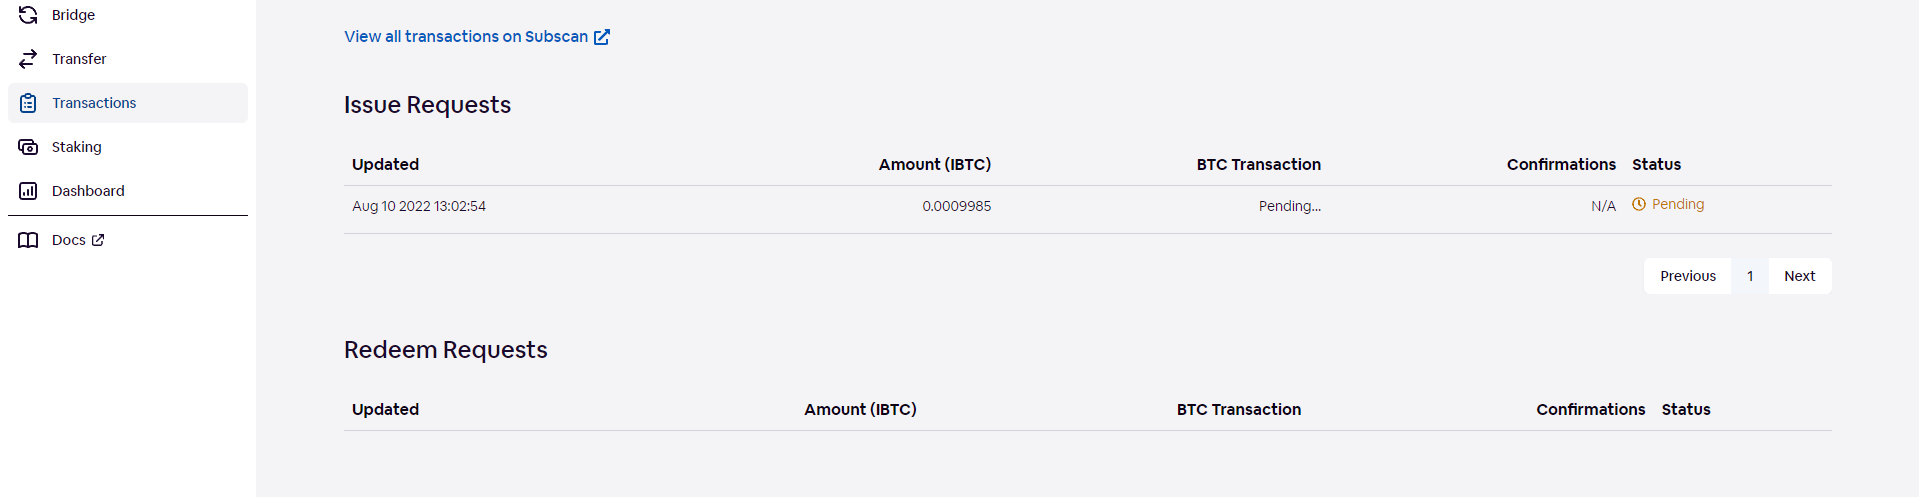 Bridge
Transfer
Transactions
Staking
Dashboard
Docs
View all transactions on Subscan
Issue Requests
Updated Amount (IBTC) BTC Transaction Confirmations Status
Aug 10 2022 13:02:54 0.0009985 Pending... N/A Pending
Previous 1 Next
Redeem Requests
Updated Amount (IBTC) BTC Transaction Confirmations Status